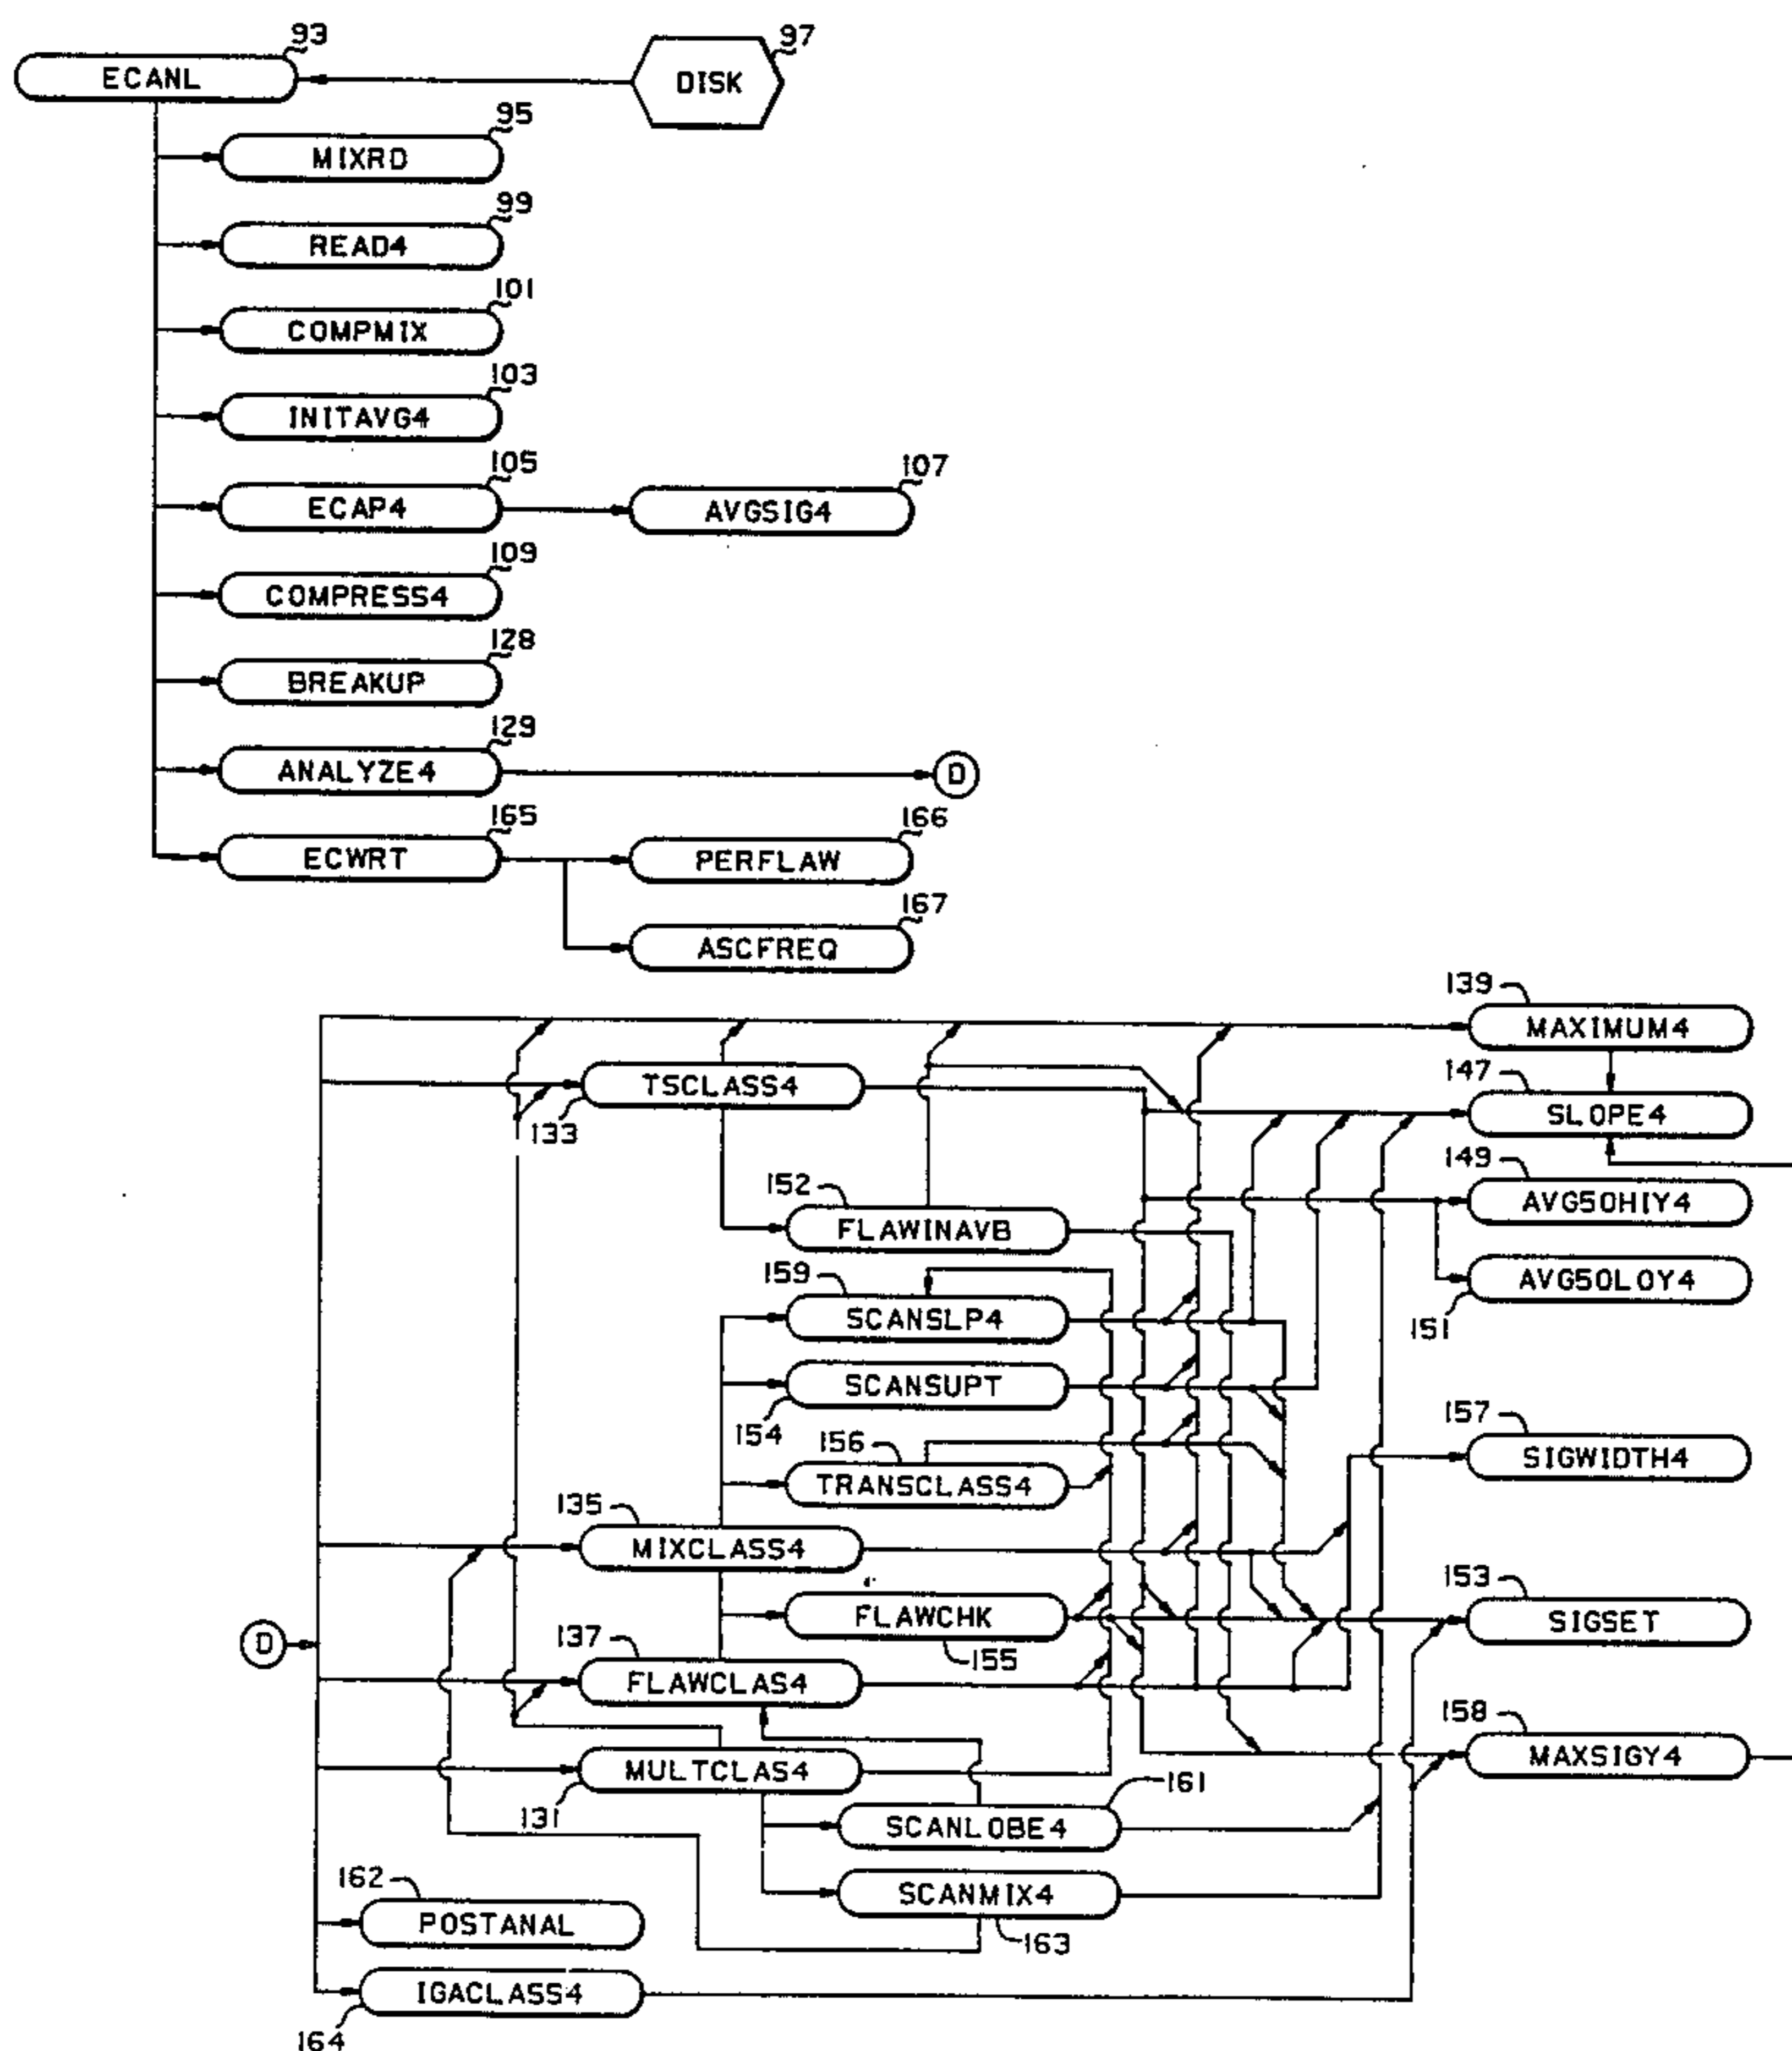 93
ECANL
97
DISK
95
MIXRD
99
READ4
101
COMPMIX
103
INITAVG4
105
ECAP4
107
AVGSIG4
109
COMPRESS4
128
BREAKUP
129
ANALYZE4
D
165
ECWRT
166
PERFLAW
167
ASCFREQ
139
MAXIMUM4
TSCLASS4
133
147
SLOPE4
152
FLAWINAVB
149
AVG50HIY4
159
SCANSLP4
AVG50LOY4
151
SCANSUPT
154
156
TRANSCLASS4
157
SIGWIDTH4
135
MIXCLASS4
FLAWCHK
155
153
SIGSET
D
137
FLAWCLAS4
158
MAXSIGY4
MULTCLAS4
131
161
SCANLOBE4
162
POSTANAL
SCANMIX4
163
IGACLASS4
164